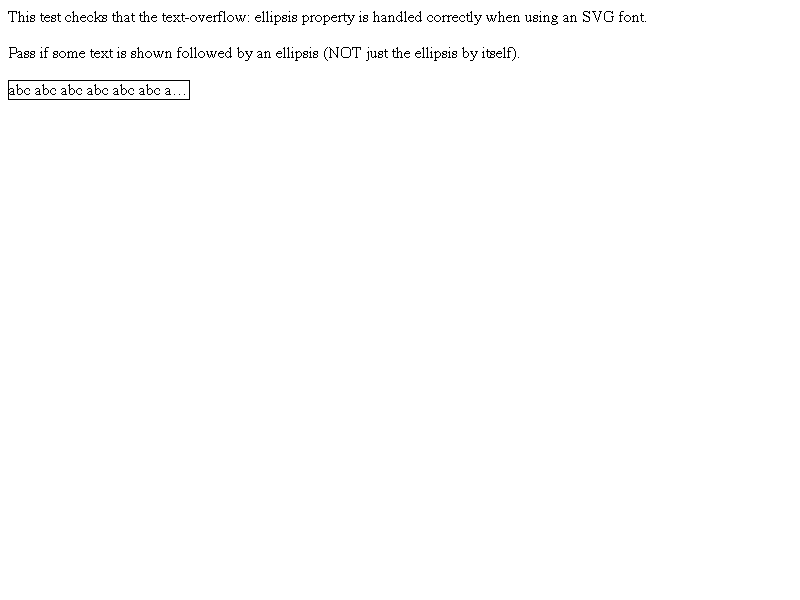 This test checks that the text-overflow: ellipsis property is handled correctly when using an SVG font.
Pass if some text is shown followed by an ellipsis (NOT just the ellipsis by itself).
abc abc abc abc abc abc a…